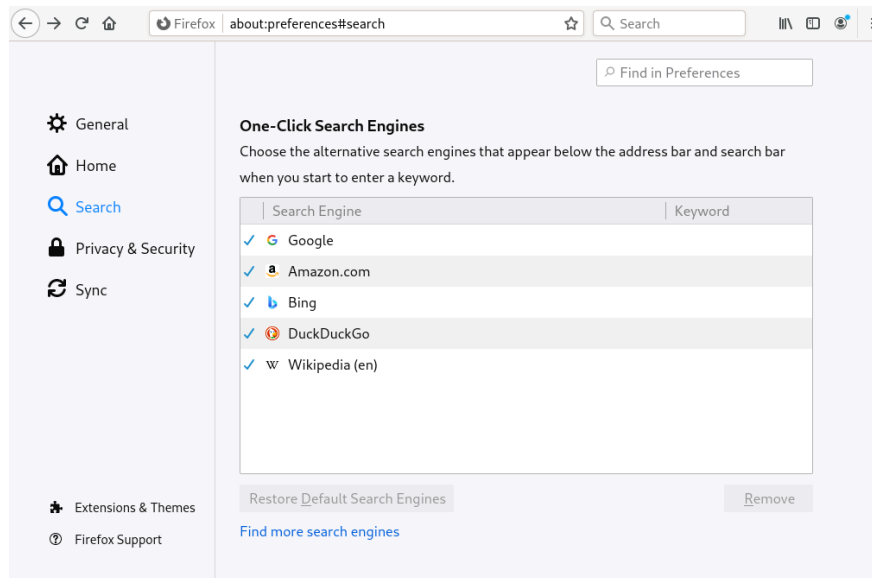 Firefox about:preferences#search Search
Find in Preferences
General
Home
Search
Privacy & Security
Sync
Extensions & Themes
Firefox Support
One-Click Search Engines
Choose the alternative search engines that appear below the address bar and search bar
when you start to enter a keyword.
Search Engine Keyword
Google
Amazon.com
Bing
DuckDuckGo
Wikipedia (en)
Restore Default Search Engines Remove
Find more search engines